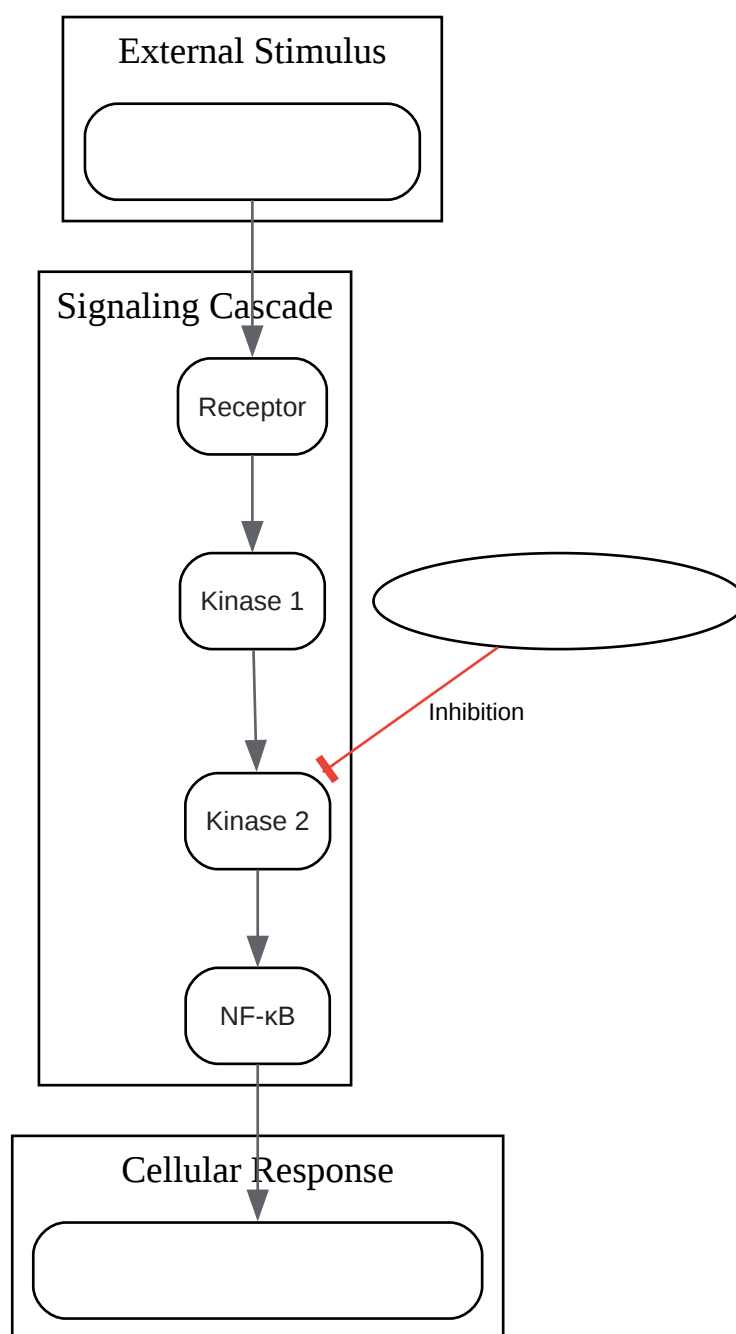 External Stimulus
Signaling Cascade
Receptor
Kinase 1
Inhibition
Kinase 2
NF-κB
Cellular Response